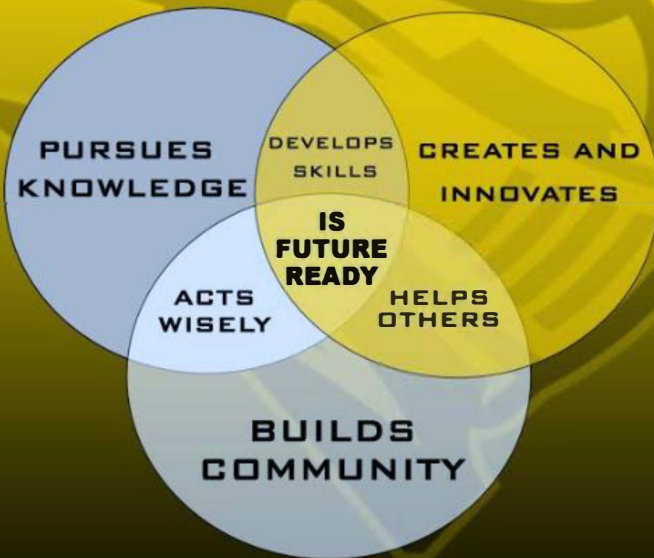 PURSUES
KNOWLEDGE
DEVELOPS
SKILLS
CREATES AND
INNOVATES
IS
FUTURE
READY
ACTS
WISELY
HELPS
OTHERS
BUILDS
COMMUNITY